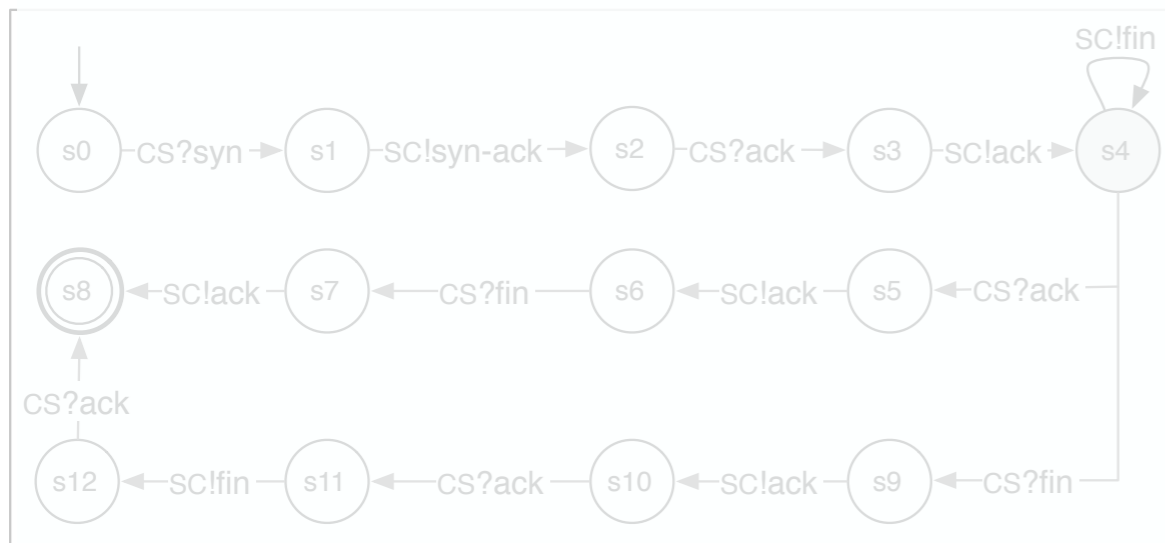 SC!fin
s0 CS?syn s1 SC!syn-ack s2 CS?ack s3 SC!ack s4
s8 SC!ack s7 CS?fin s6 SC!ack s5 CS?ack
CS?ack
s12 SC!fin s11 CS?ack s10 SC!ack s9 CS?fin